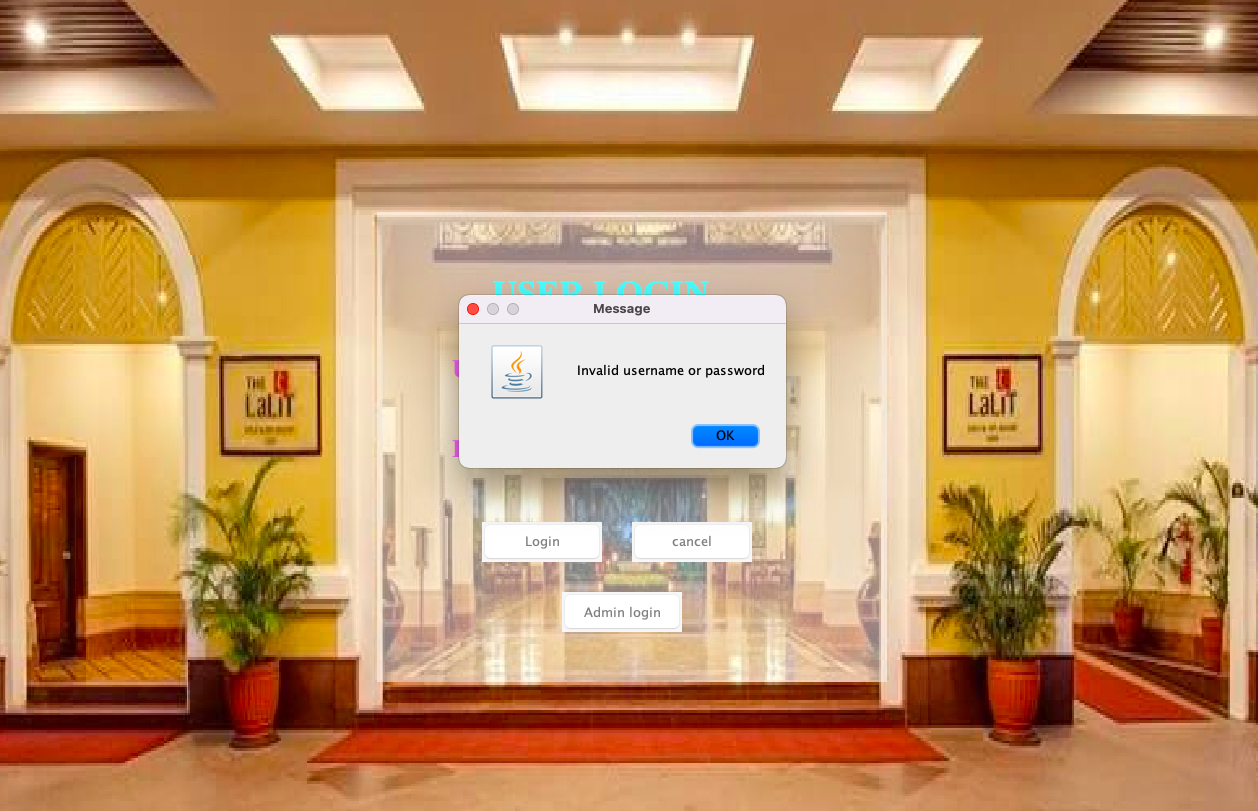 USER LOGIN
Message
Invalid username or password
OK
THE
LaLiT
THE
LaLiT
Login
cancel
Admin login